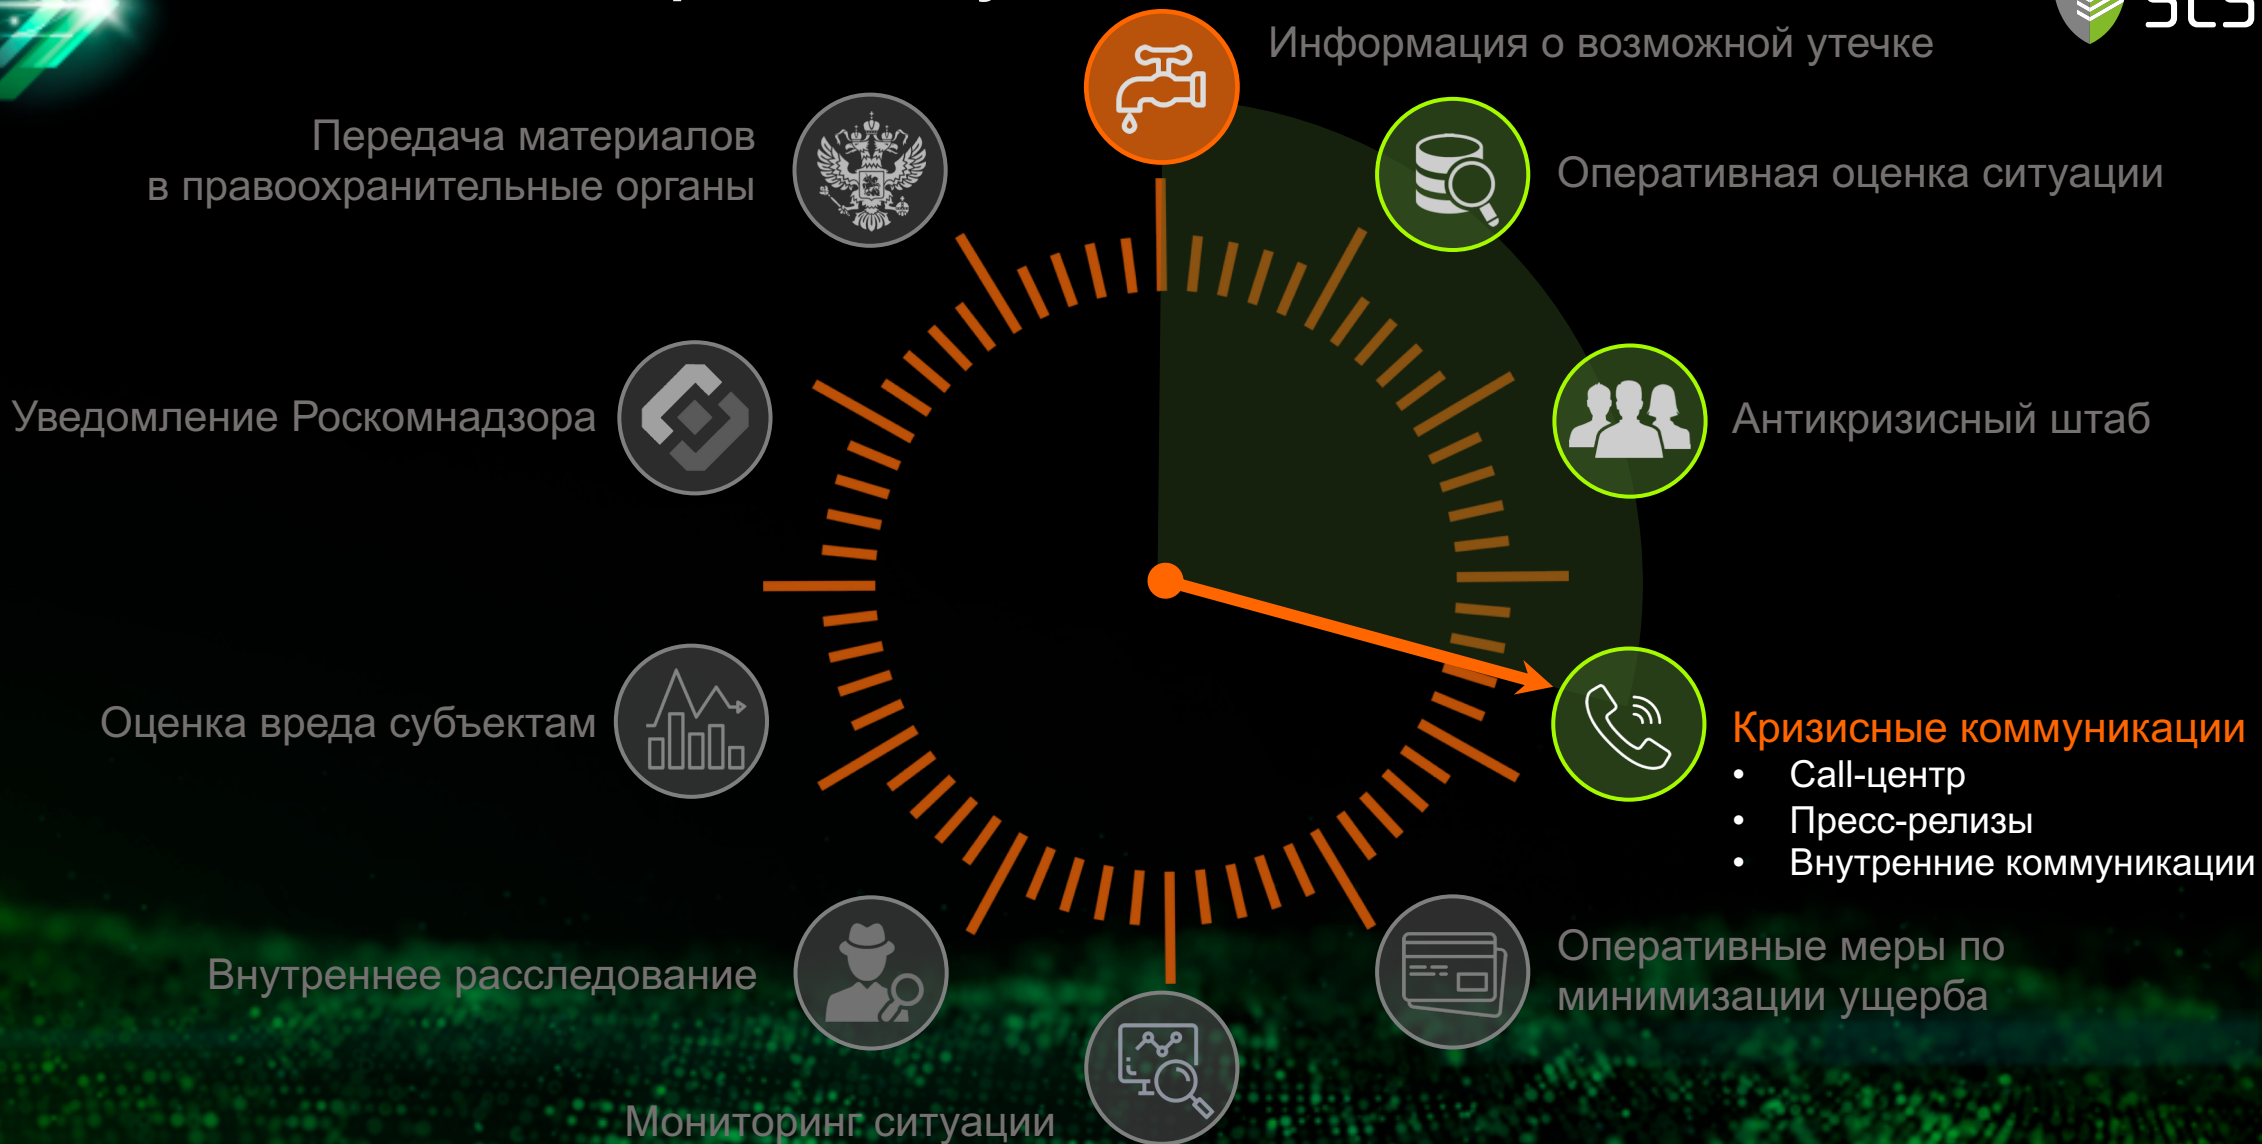 Информация о возможной утечке
Оперативная оценка ситуации
Антикризисный штаб
Кризисные коммуникации
• Call-центр
• Пресс-релизы
• Внутренние коммуникации
Оперативные меры по
минимизации ущерба
Мониторинг ситуации
Внутреннее расследование
Оценка вреда субъектам
Уведомление Роскомнадзора
Передача материалов
в правоохранительные органы